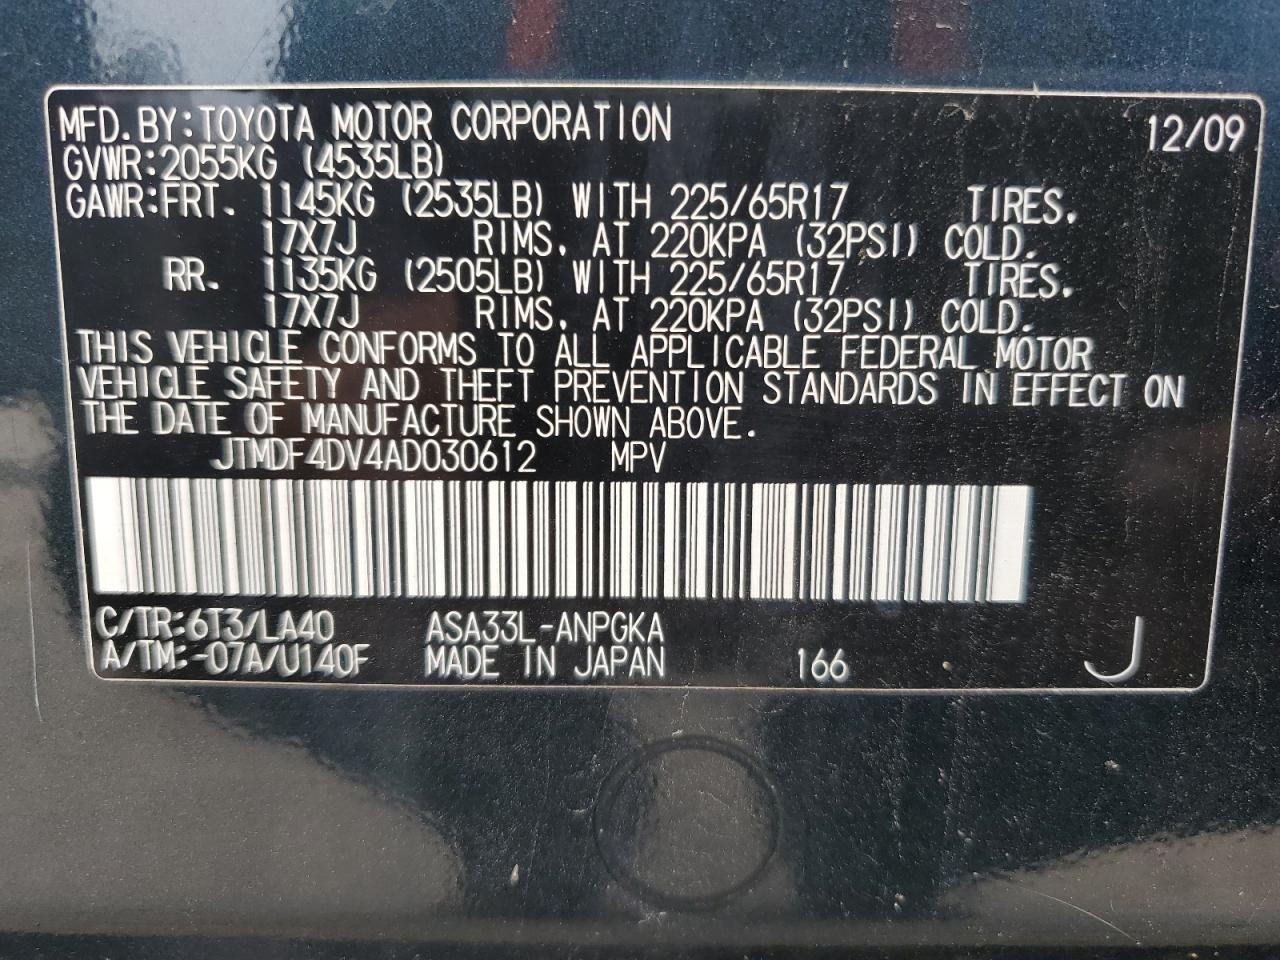 MFD. BY: TOYOTA MOTOR CORPORATION 12/09
GVWR: 2055KG (4535LB)
GAWR: FRT. 1145KG (2535LB) WITH 225/65R17 TIRES,
17X7J RIMS, AT 220KPA (32PSI) COLD.
RR. 1135KG (2505LB) WITH 225/65R17 TIRES,
17X7J RIMS, AT 220KPA (32PSI) COLD.
THIS VEHICLE CONFORMS TO ALL APPLICABLE FEDERAL MOTOR
VEHICLE SAFETY AND THEFT PREVENTION STANDARDS IN EFFECT ON
THE DATE OF MANUFACTURE SHOWN ABOVE.
JTMDF4DV4AD030612 MPV
C/TR: 6T3/LA40 ASA33L-ANPGKA
A/TM: -07A/U140F MADE IN JAPAN 166 J